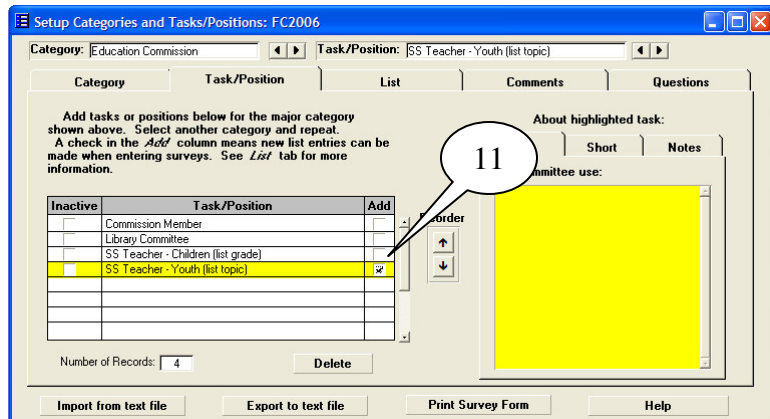 Setup Categories and Tasks/Positions: FC2006
Category: Education Commission Task/Position: SS Teacher - Youth (list topic)
Category Task/Position List Comments Questions
Add tasks or positions below for the major category
shown above. Select another category and repeat.
A check in the Add column means new list entries can be
made when entering surveys. See List tab for more
information.
About highlighted task:
Short Notes
mmittee use:
11
Inactive Task/Position Add
Commission Member
Library Committee
SS Teacher - Children (list grade)
SS Teacher - Youth (list topic)
order
Number of Records: 4 Delete
Import from text file Export to text file Print Survey Form Help